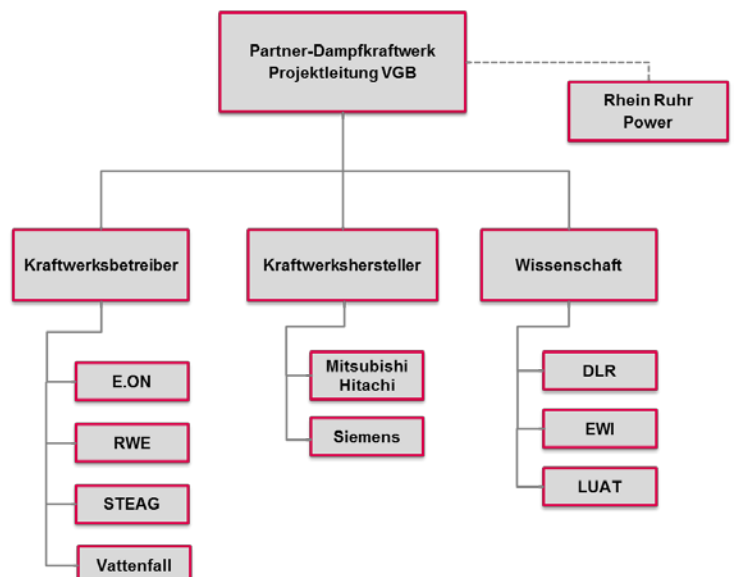 Partner-Dampfkraftwerk
Projektleitung VGB
Rhein Ruhr
Power
Kraftwerksbetreiber
Kraftwerkshersteller
Wissenschaft
E.ON
RWE
STEAG
Vattenfall
Mitsubishi
Hitachi
Siemens
DLR
EWI
LUAT